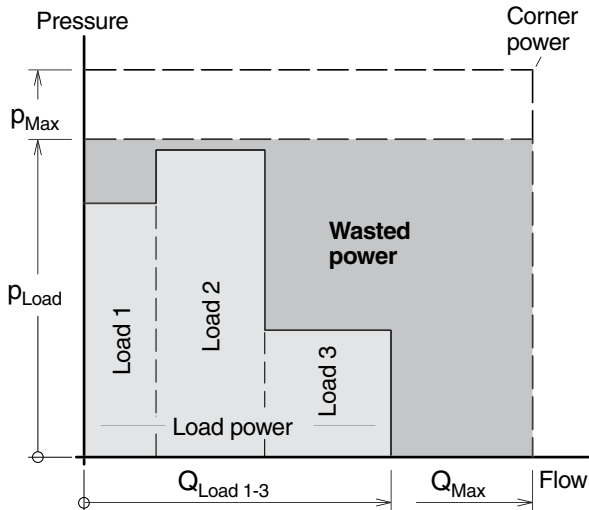 Pressure
Corner
power
pMax
Wasted
power
pLoad
Load 1
Load 2
Load 3
Load power
QLoad 1-3
QMax
Flow